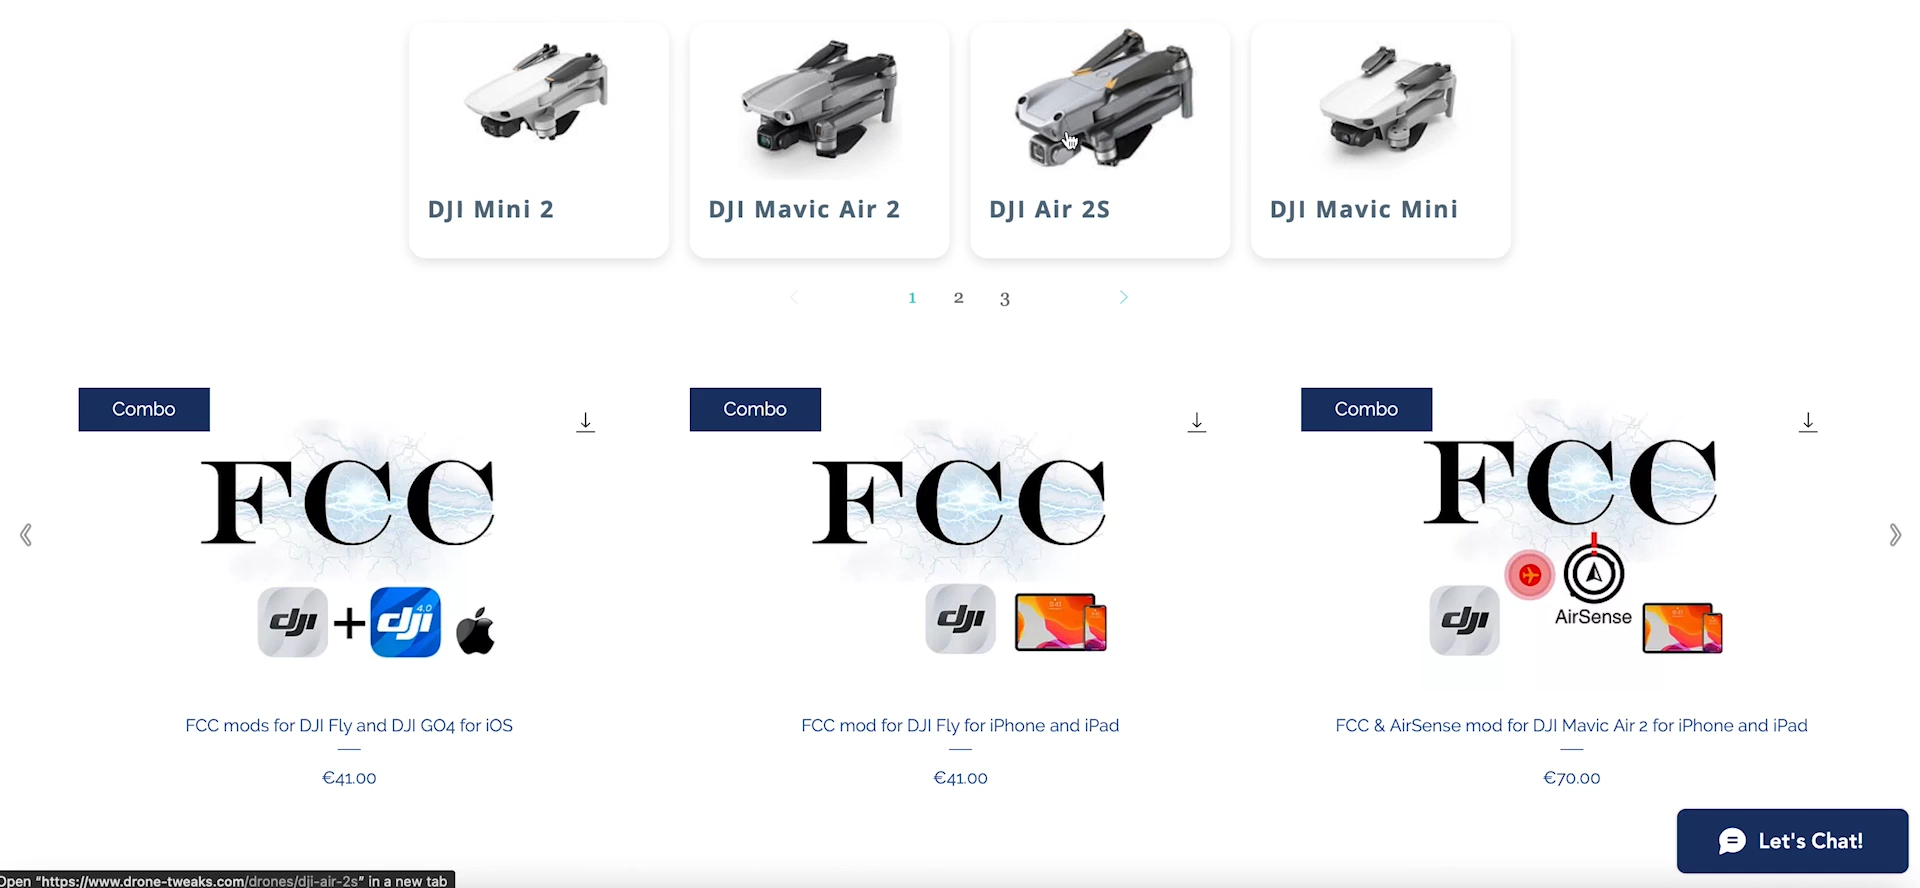 DJI Mini 2
DJI Mavic Air 2
DJI Air 2S
DJI Mavic Mini
1 2 3
Combo
Combo
Combo
FCC
FCC
FCC
dji + dji 4.0
dji
9:41
dji
AirSense
FCC mods for DJI Fly and DJI GO4 for iOS
€41.00
FCC mod for DJI Fly for iPhone and iPad
€41.00
FCC & AirSense mod for DJI Mavic Air 2 for iPhone and iPad
€70.00
Let's Chat!
Open “https://www.drone-tweaks.com/drones/dji-air-2s” in a new tab